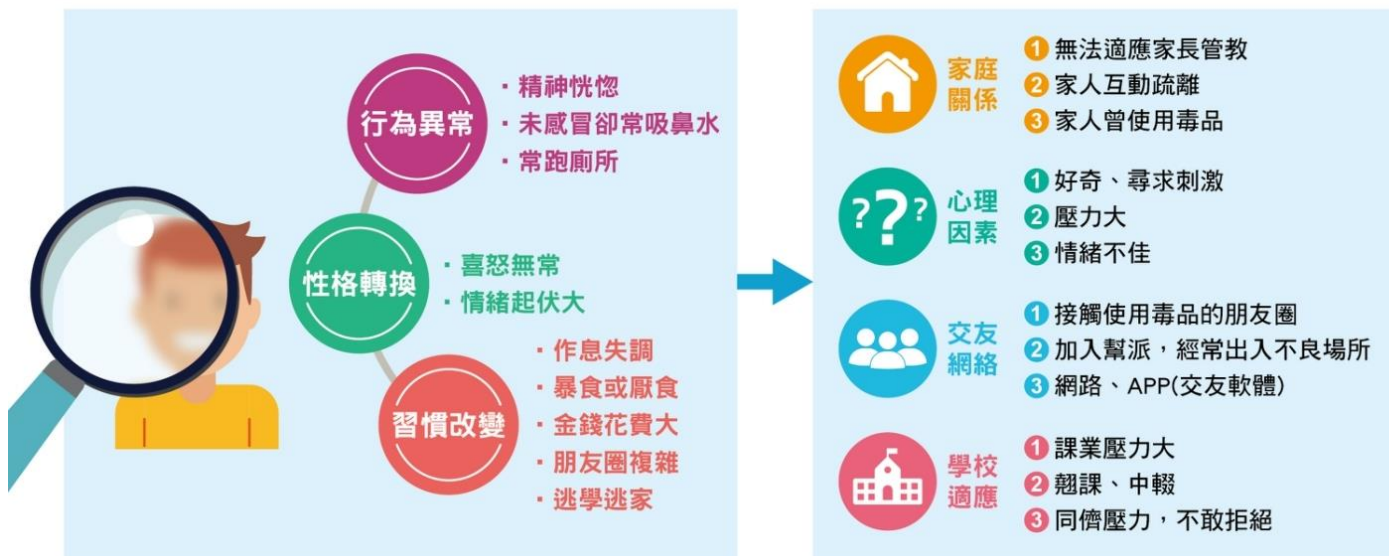 行為異常
・精神恍惚
・未感冒卻常吸鼻水
・常跑廁所
性格轉換
・喜怒無常
・情緒起伏大
習慣改變
・作息失調
・暴食或厭食
・金錢花費大
・朋友圈複雜
・逃學逃家
家庭
關係
1 無法適應家長管教
2 家人互動疏離
3 家人曾使用毒品
???
心理
因素
1 好奇、尋求刺激
2 壓力大
3 情緒不佳
交友
網絡
1 接觸使用毒品的朋友圈
2 加入幫派，經常出入不良場所
3 網路、APP(交友軟體)
學校
適應
1 課業壓力大
2 翹課、中輟
3 同儕壓力，不敢拒絕